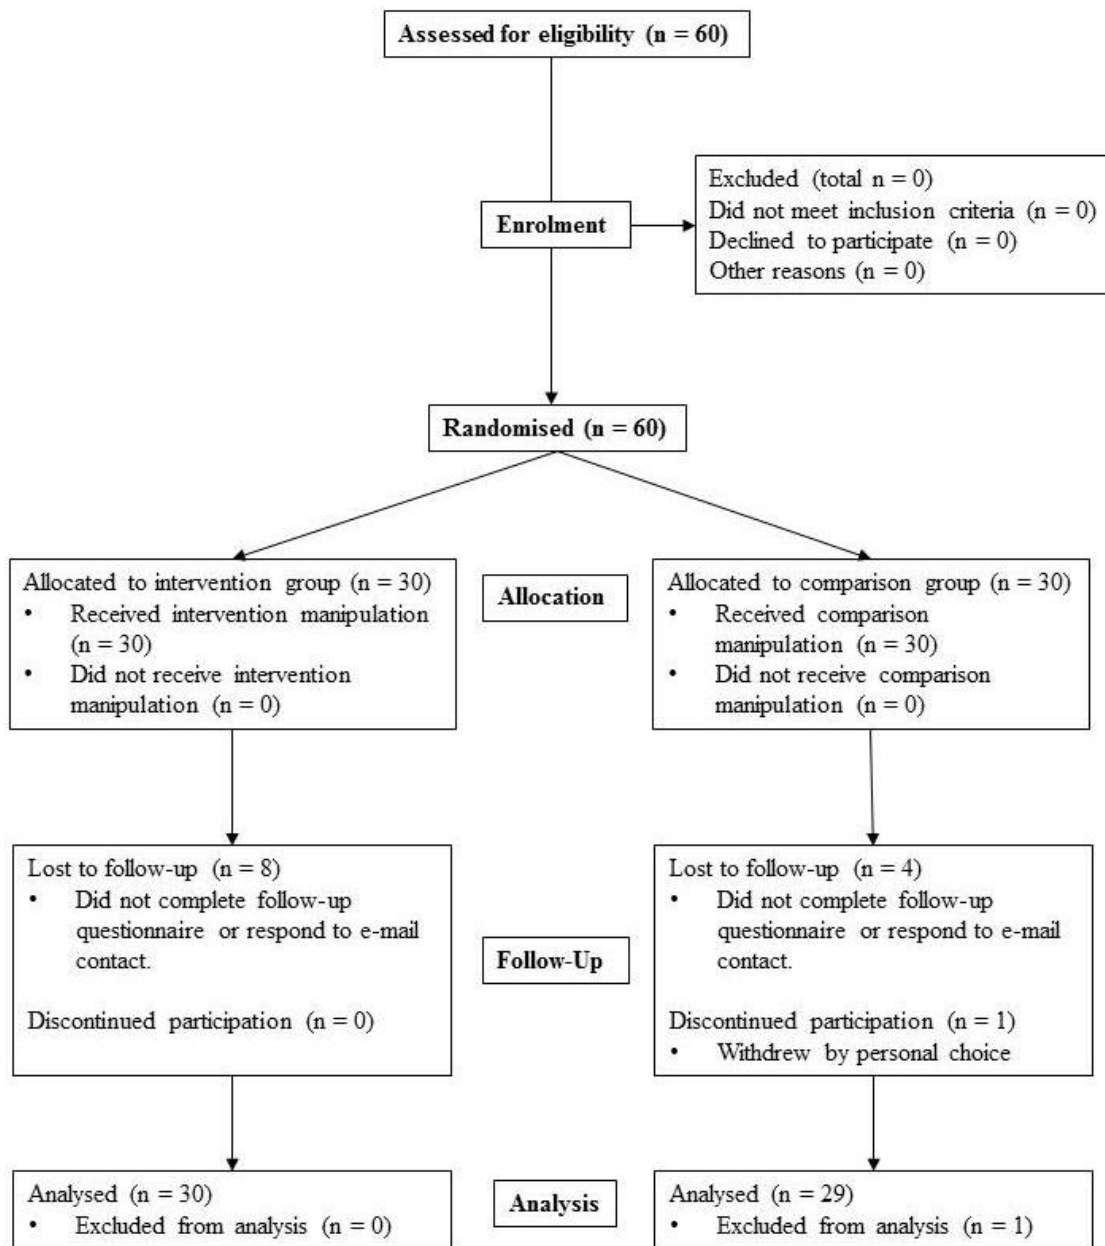 Assessed for eligibility (n = 60)
Excluded (total n = 0)
Did not meet inclusion criteria (n = 0)
Enrolment
Declined to participate (n = 0)
Other reasons (n = 0)
Randomised (n = 60)
Allocated to intervention group (n = 30)
• Received intervention manipulation
(n = 30)
• Did not receive intervention
manipulation (n = 0)
Allocation
Allocated to comparison group (n = 30)
• Received comparison
manipulation (n = 30)
• Did not receive comparison
manipulation (n = 0)
Lost to follow-up (n = 8)
• Did not complete follow-up
questionnaire or respond to e-mail
contact.
Discontinued participation (n = 0)
Follow-Up
Lost to follow-up (n = 4)
• Did not complete follow-up
questionnaire or respond to e-mail
contact.
Discontinued participation (n = 1)
• Withdrew by personal choice
Analysed (n = 30)
• Excluded from analysis (n = 0)
Analysis
Analysed (n = 29)
• Excluded from analysis (n = 1)